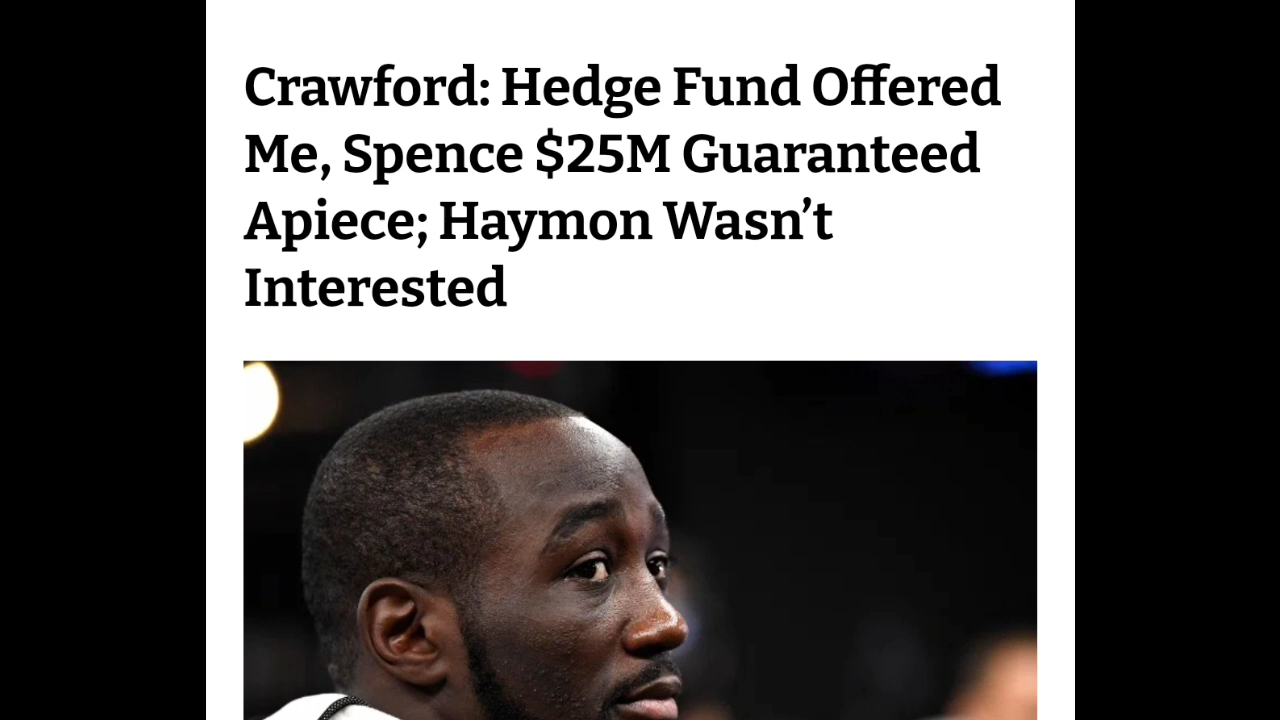 Crawford: Hedge Fund Offered
Me, Spence $25M Guaranteed
Apiece; Haymon Wasn’t
Interested